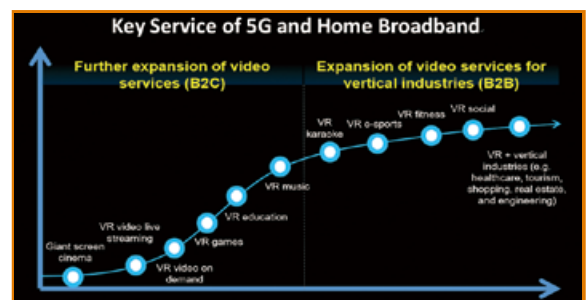 Key Service of 5G and Home Broadband
Further expansion of video
services (B2C)
Expansion of video services for
vertical industries (B2B)
Giant screen
cinema
VR video live
streaming
VR video on
demand
VR games
VR education
VR music
VR
karaoke
VR e-sports
VR fitness
VR social
VR + vertical
industries (e.g.
healthcare, tourism,
shopping, real estate,
and engineering)